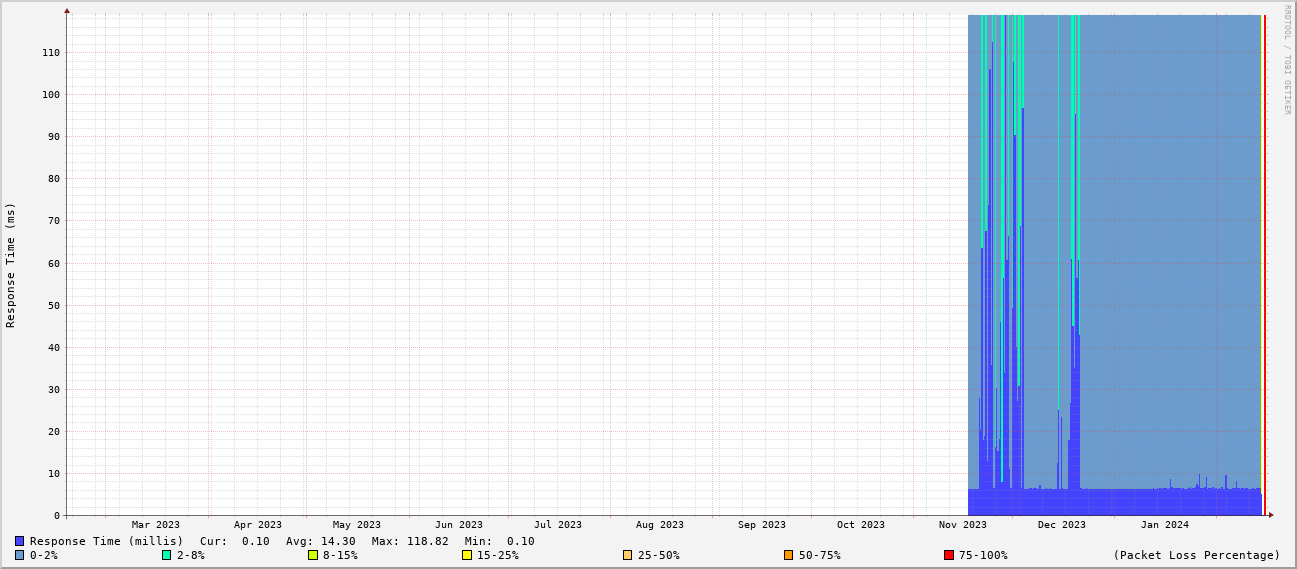 RRDTOOL / TOBI OETIKER
Response Time (ms)
110
100
90
80
70
60
50
40
30
20
10
0
Mar 2023 Apr 2023 May 2023 Jun 2023 Jul 2023 Aug 2023 Sep 2023 Oct 2023 Nov 2023 Dec 2023 Jan 2024
Response Time (millis) Cur: 0.10 Avg: 14.30 Max: 118.82 Min: 0.10
0-2% 2-8% 8-15% 15-25% 25-50% 50-75% 75-100% (Packet Loss Percentage)